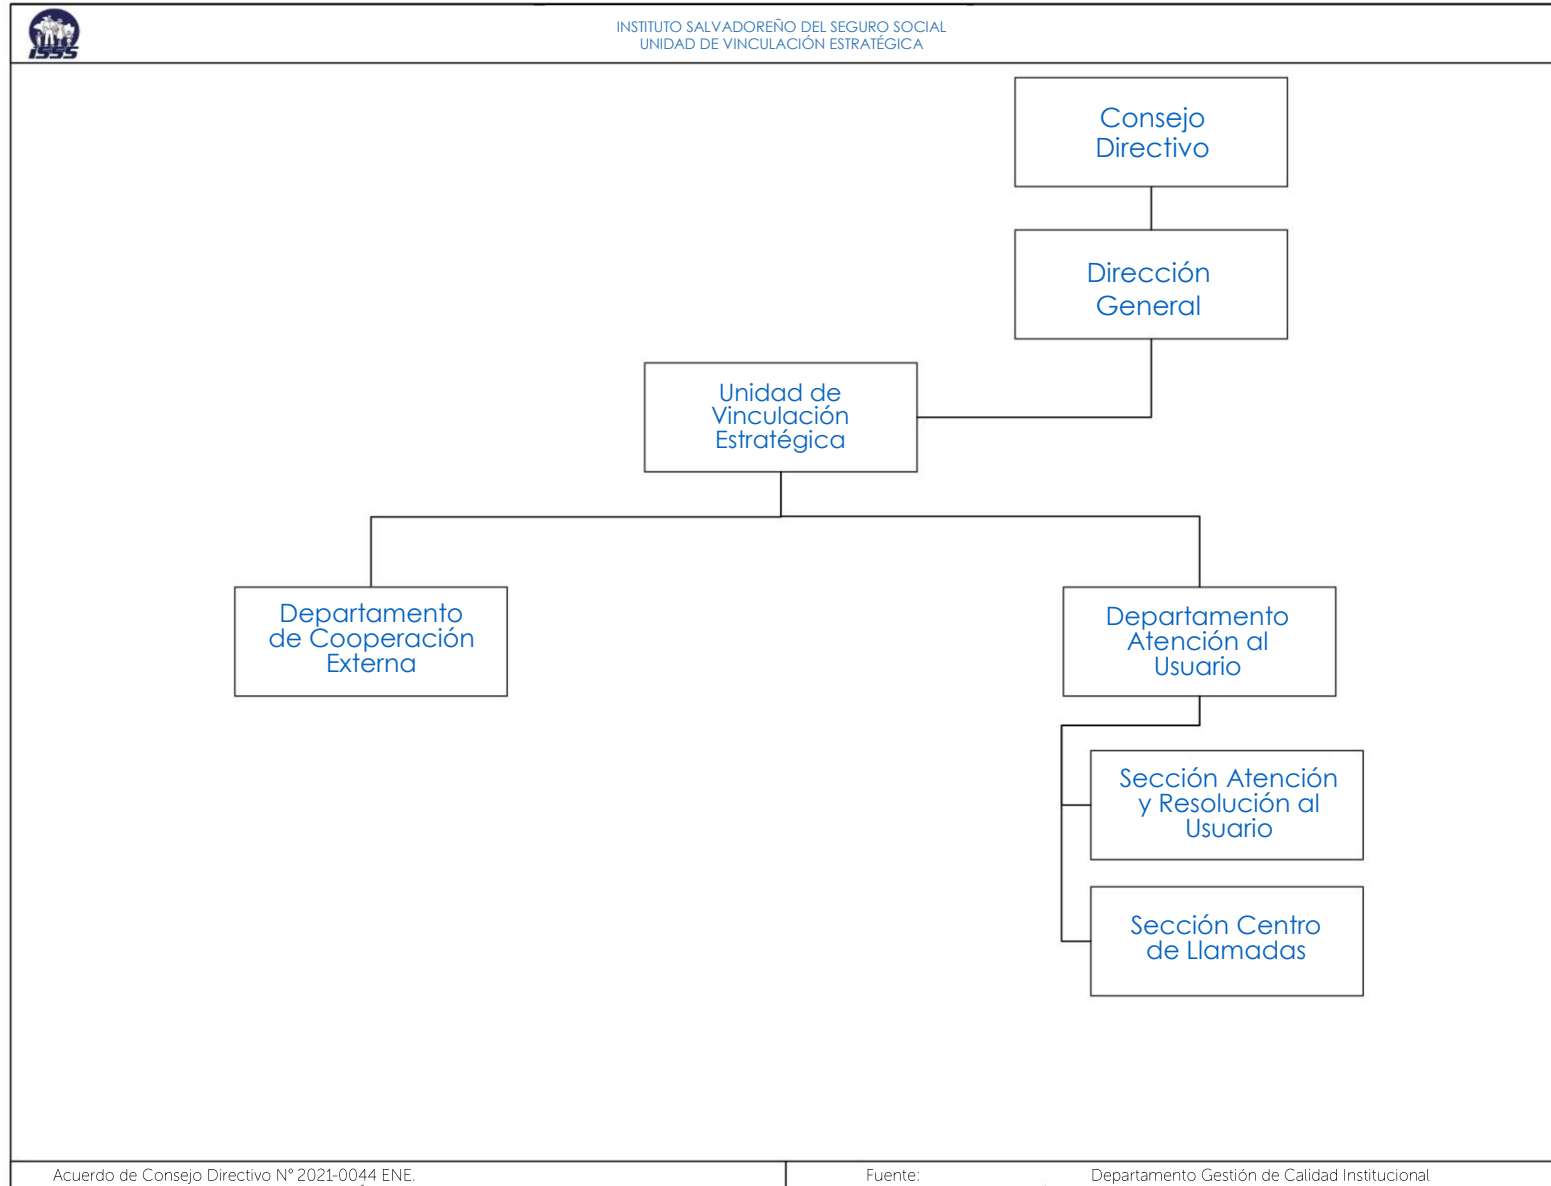 ISSS
INSTITUTO SALVADOREÑO DEL SEGURO SOCIAL
UNIDAD DE VINCULACIÓN ESTRATÉGICA
Consejo
Directivo
Dirección
General
Unidad de
Vinculación
Estratégica
Departamento
de Cooperación
Externa
Departamento
Atención al
Usuario
Sección Atención
y Resolución al
Usuario
Sección Centro
de Llamadas
Acuerdo de Consejo Directivo N° 2021-0044 ENE.
Fuente:
Departamento Gestión de Calidad Institucional